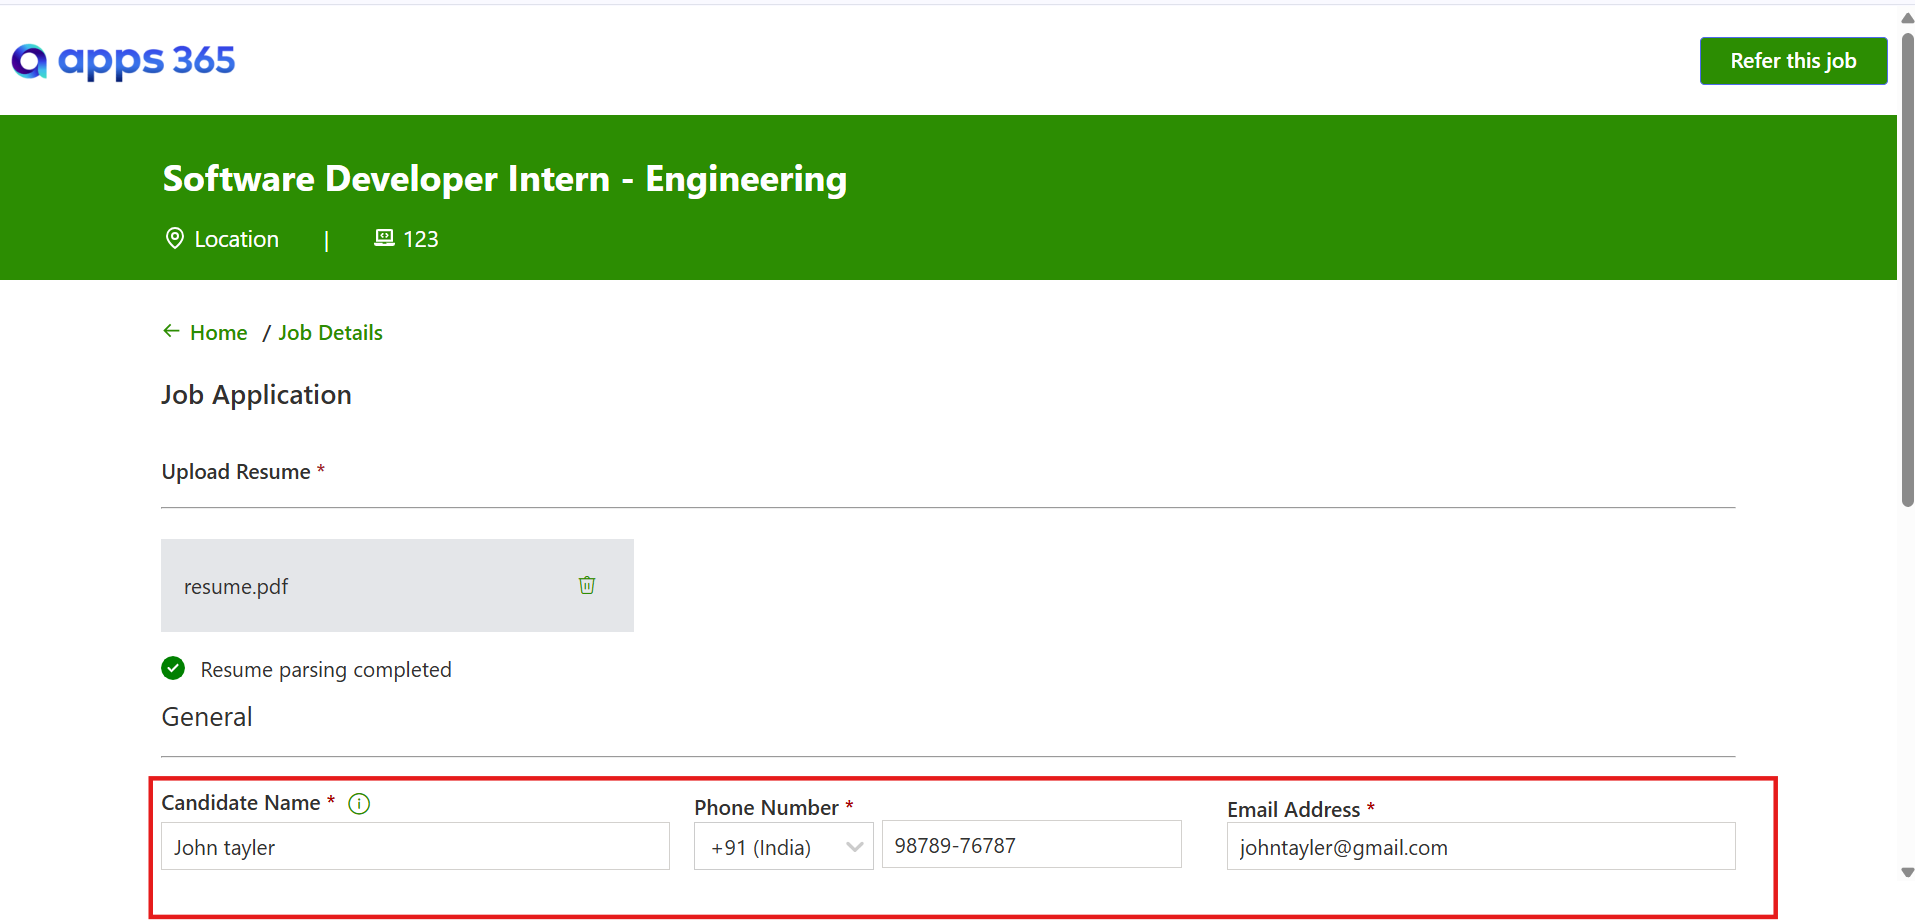 apps 365
Refer this job
Software Developer Intern - Engineering
Location | 123
Home / Job Details
Job Application
Upload Resume *
resume.pdf
Resume parsing completed
General
Candidate Name * Phone Number * Email Address *
John tayler +91 (India) 98789-76787 johntayler@gmail.com